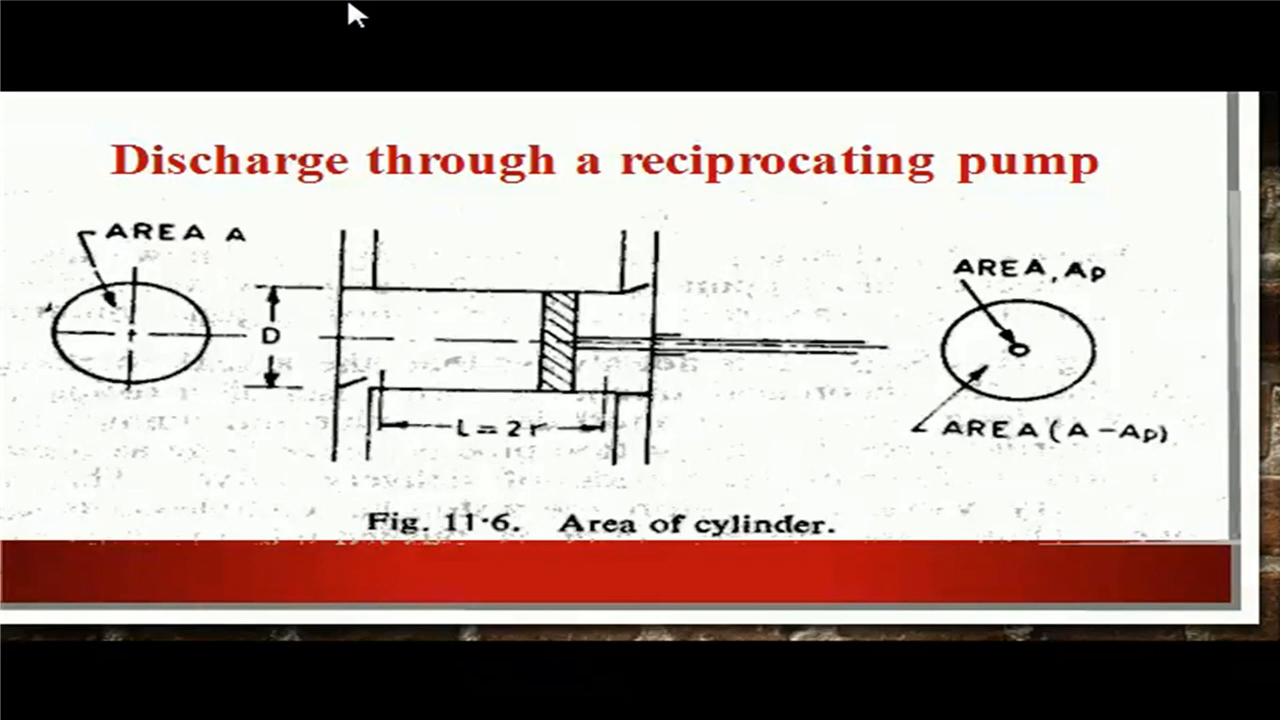 Discharge through a reciprocating pump
AREA A
D
L = 2r
AREA, Ap
AREA (A - Ap)
Fig. 11·6. Area of cylinder.